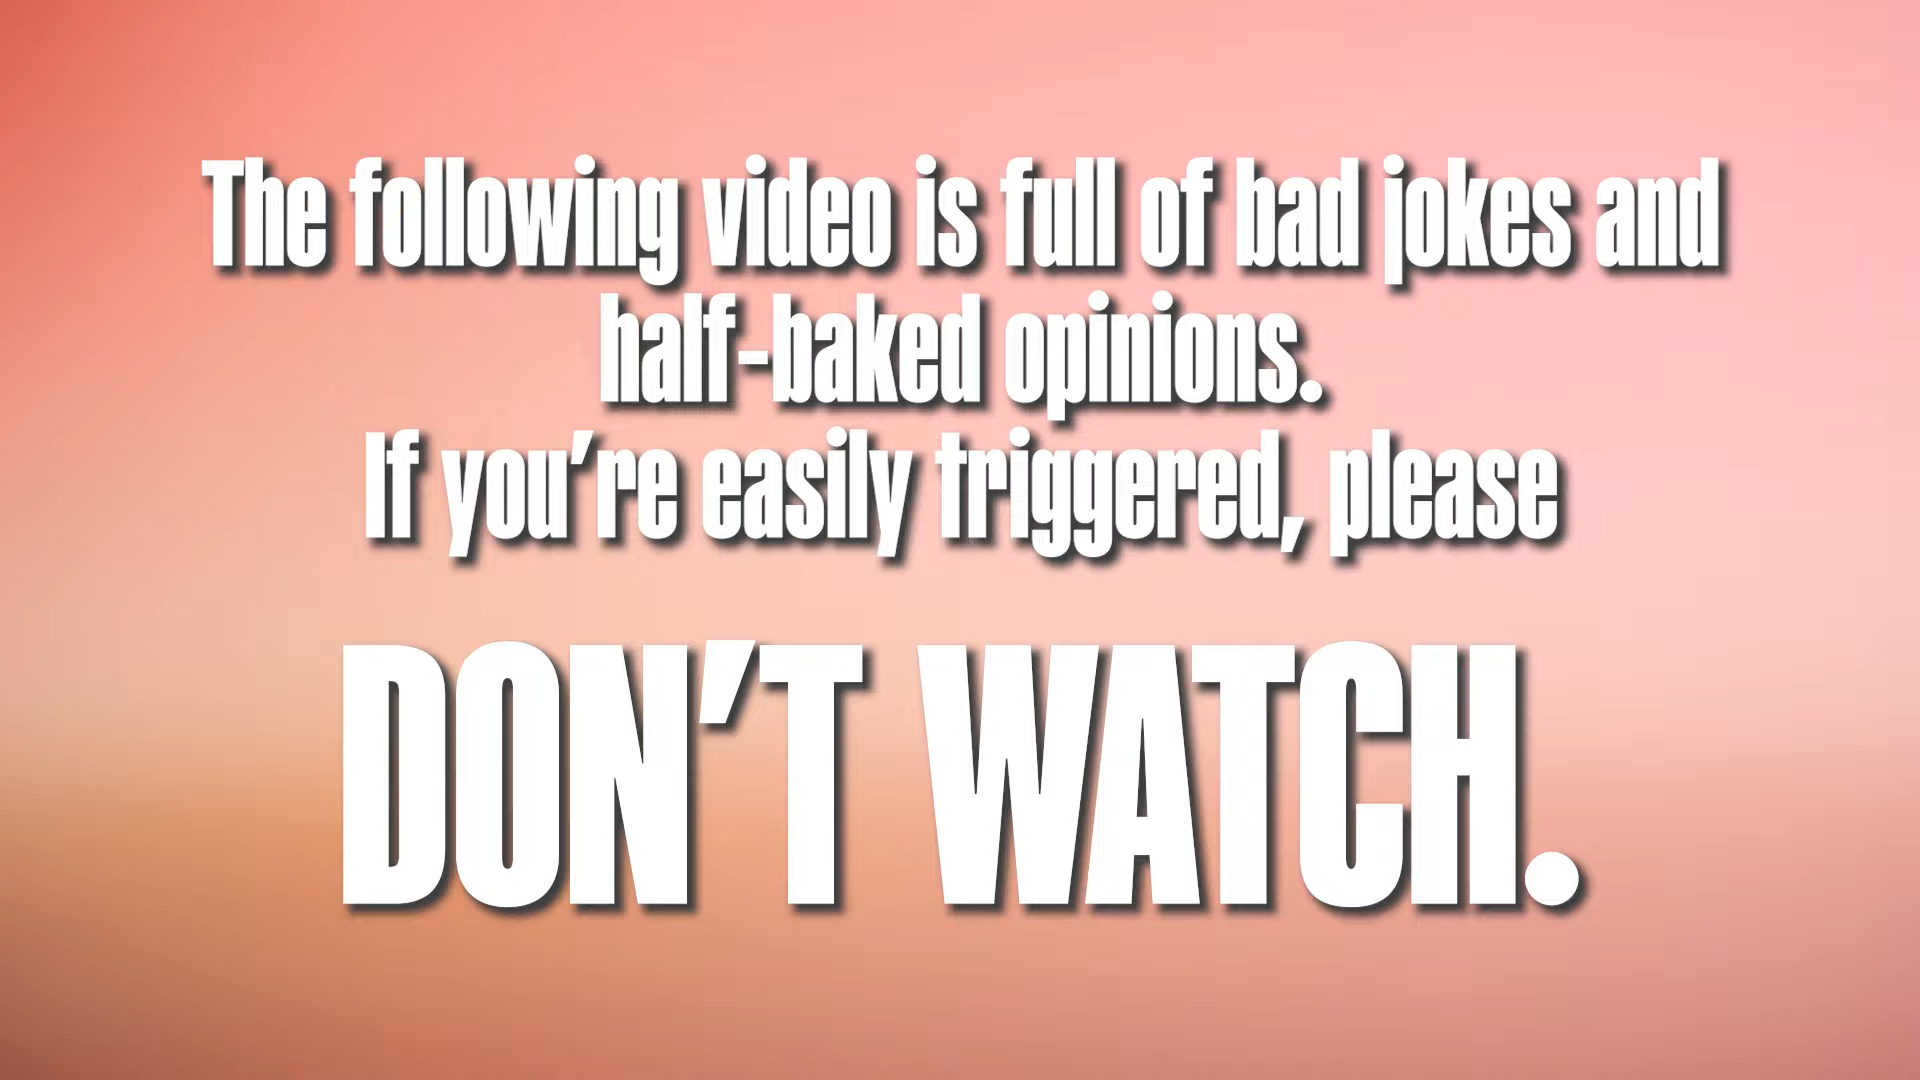 The following video is full of bad jokes and
half-baked opinions.
If you’re easily triggered, please
DON’T WATCH.